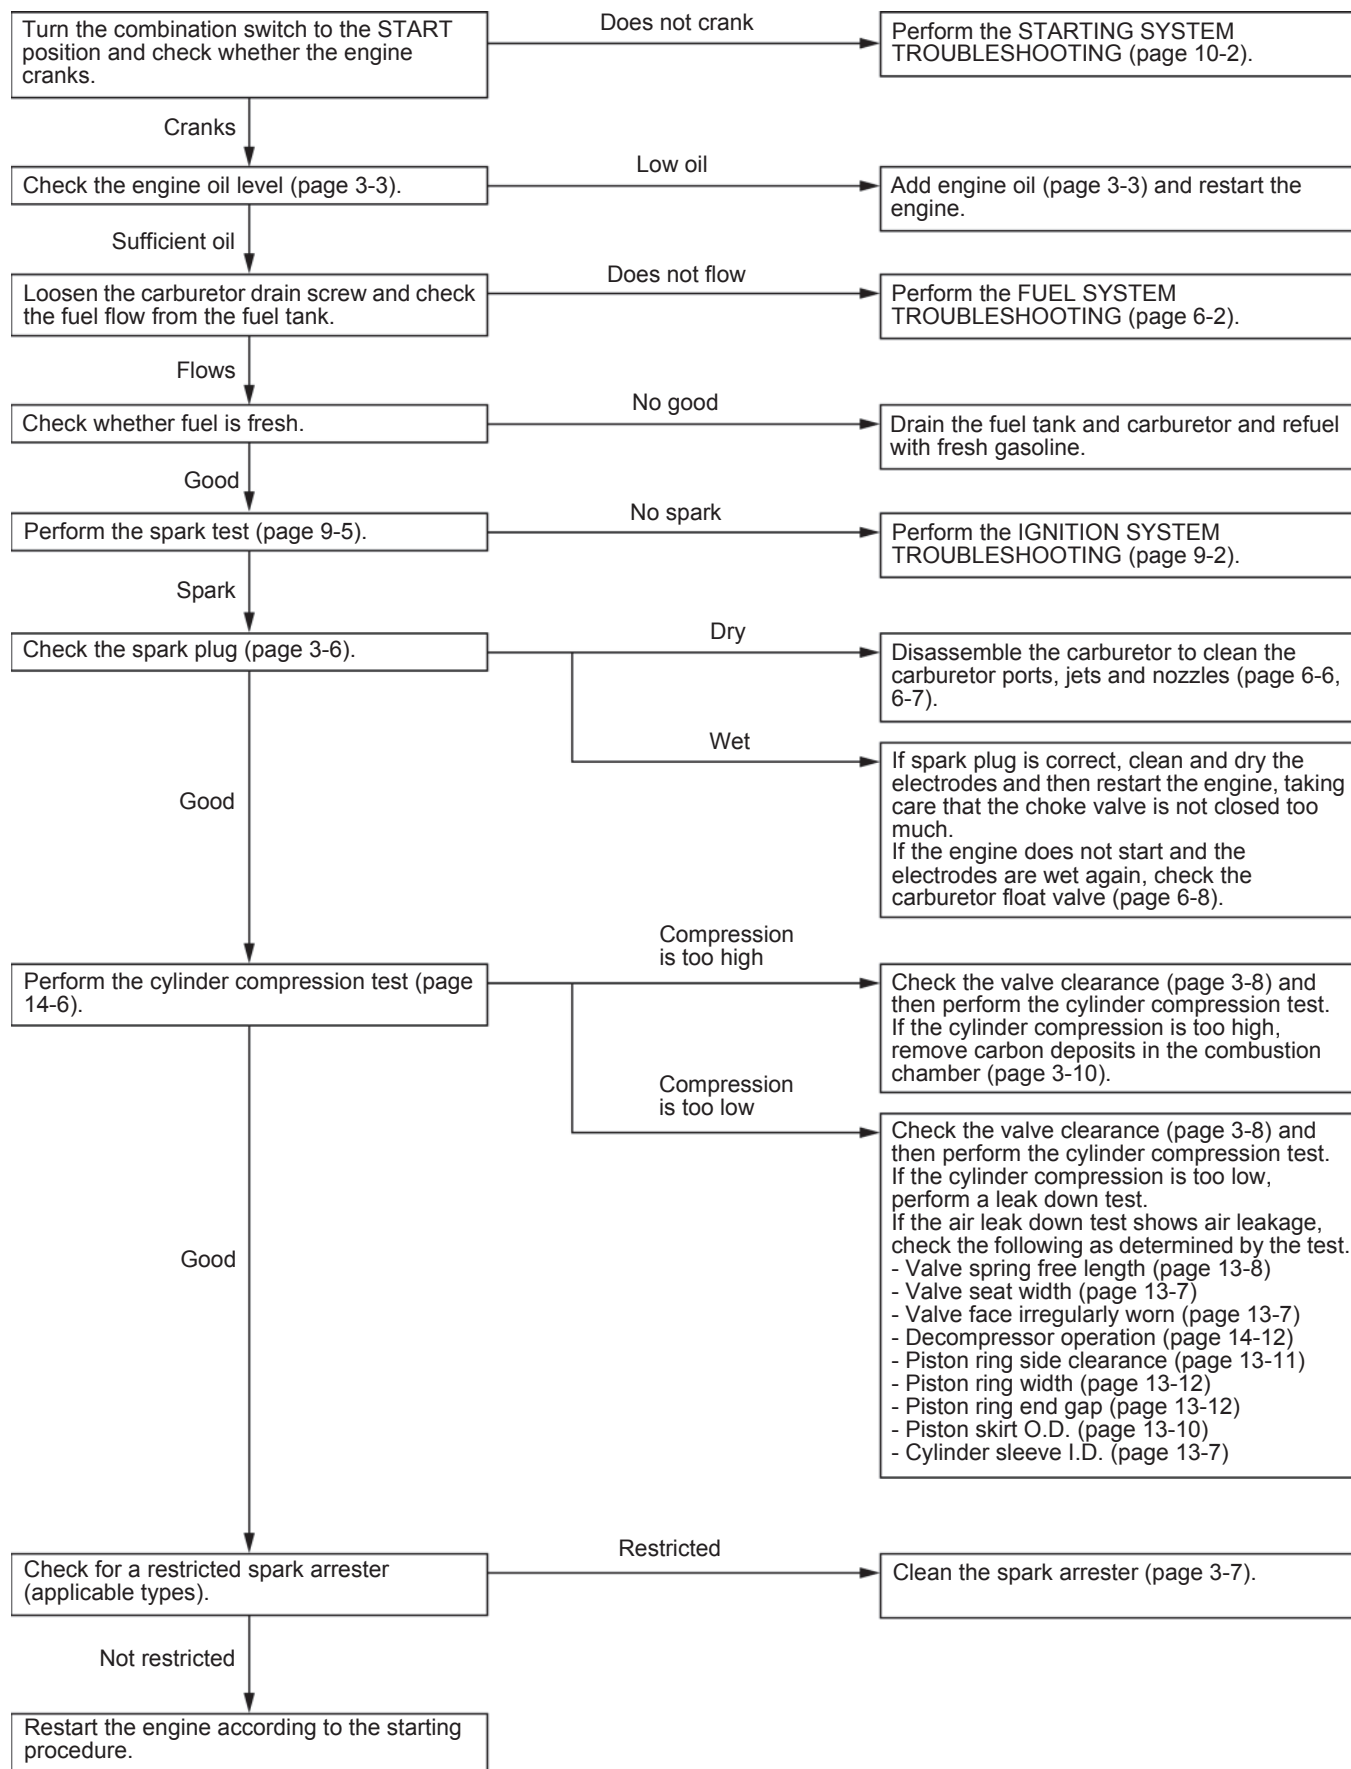 Turn the combination switch to the START
position and check whether the engine
cranks.
Does not crank
Perform the STARTING SYSTEM
TROUBLESHOOTING (page 10-2).
Cranks
Check the engine oil level (page 3-3).
Low oil
Add engine oil (page 3-3) and restart the
engine.
Sufficient oil
Loosen the carburetor drain screw and check
the fuel flow from the fuel tank.
Does not flow
Perform the FUEL SYSTEM
TROUBLESHOOTING (page 6-2).
Flows
Check whether fuel is fresh.
No good
Drain the fuel tank and carburetor and refuel
with fresh gasoline.
Good
Perform the spark test (page 9-5).
No spark
Perform the IGNITION SYSTEM
TROUBLESHOOTING (page 9-2).
Spark
Check the spark plug (page 3-6).
Dry
Disassemble the carburetor to clean the
carburetor ports, jets and nozzles (page 6-6,
6-7).
Wet
If spark plug is correct, clean and dry the
electrodes and then restart the engine, taking
care that the choke valve is not closed too
much.
If the engine does not start and the
electrodes are wet again, check the
carburetor float valve (page 6-8).
Good
Perform the cylinder compression test (page
14-6).
Compression
is too high
Check the valve clearance (page 3-8) and
then perform the cylinder compression test.
If the cylinder compression is too high,
remove carbon deposits in the combustion
chamber (page 3-10).
Compression
is too low
Check the valve clearance (page 3-8) and
then perform the cylinder compression test.
If the cylinder compression is too low,
perform a leak down test.
If the air leak down test shows air leakage,
check the following as determined by the test.
- Valve spring free length (page 13-8)
- Valve seat width (page 13-7)
- Valve face irregularly worn (page 13-7)
- Decompressor operation (page 14-12)
- Piston ring side clearance (page 13-11)
- Piston ring width (page 13-12)
- Piston ring end gap (page 13-12)
- Piston skirt O.D. (page 13-10)
- Cylinder sleeve I.D. (page 13-7)
Good
Check for a restricted spark arrester
(applicable types).
Restricted
Clean the spark arrester (page 3-7).
Not restricted
Restart the engine according to the starting
procedure.